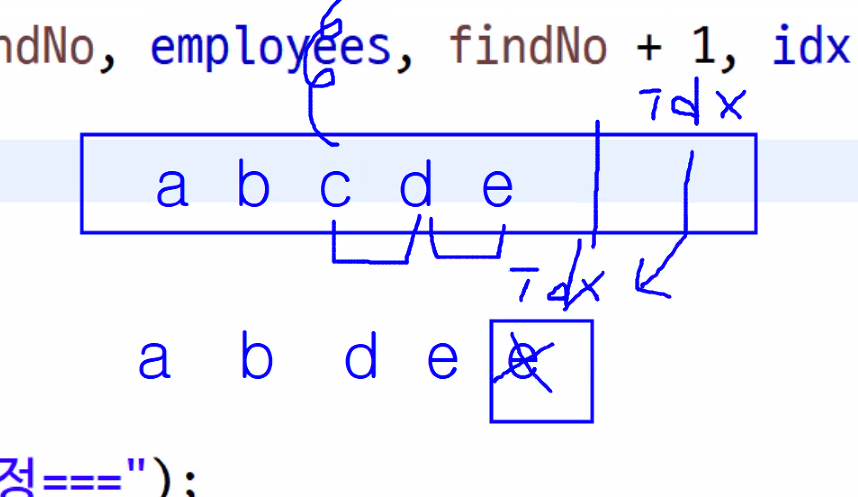 ndNo, employees, findNo + 1, idx
Idx
a b c d e
Idx
a b d e e
정===");